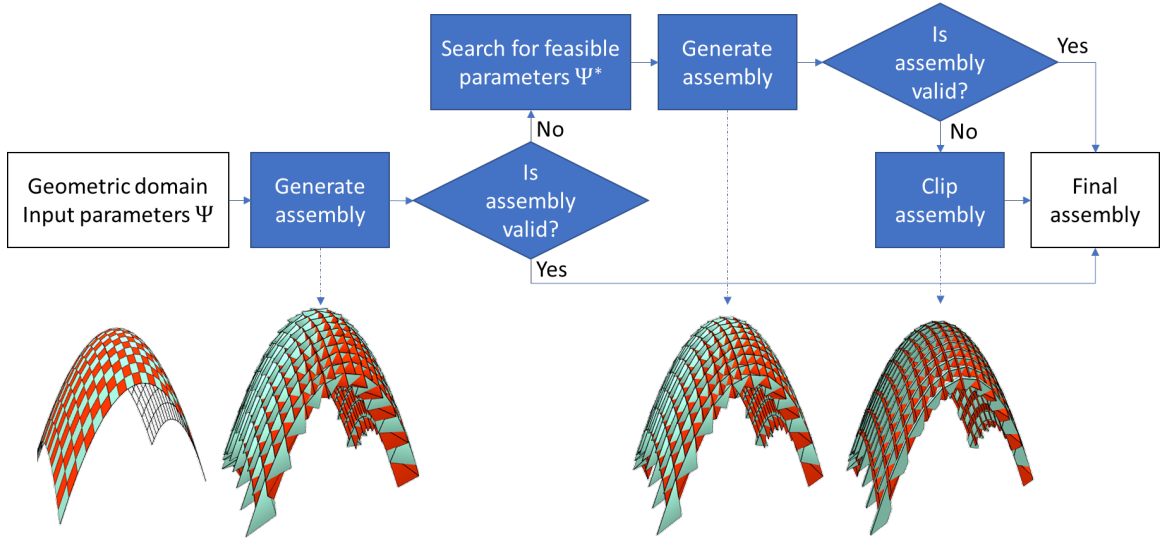 Search for feasible
parameters Ψ*
Generate
assembly
Is
assembly
valid?
Yes
No
No
Geometric domain
Input parameters Ψ
Generate
assembly
Is
assembly
valid?
Clip
assembly
Final
assembly
Yes